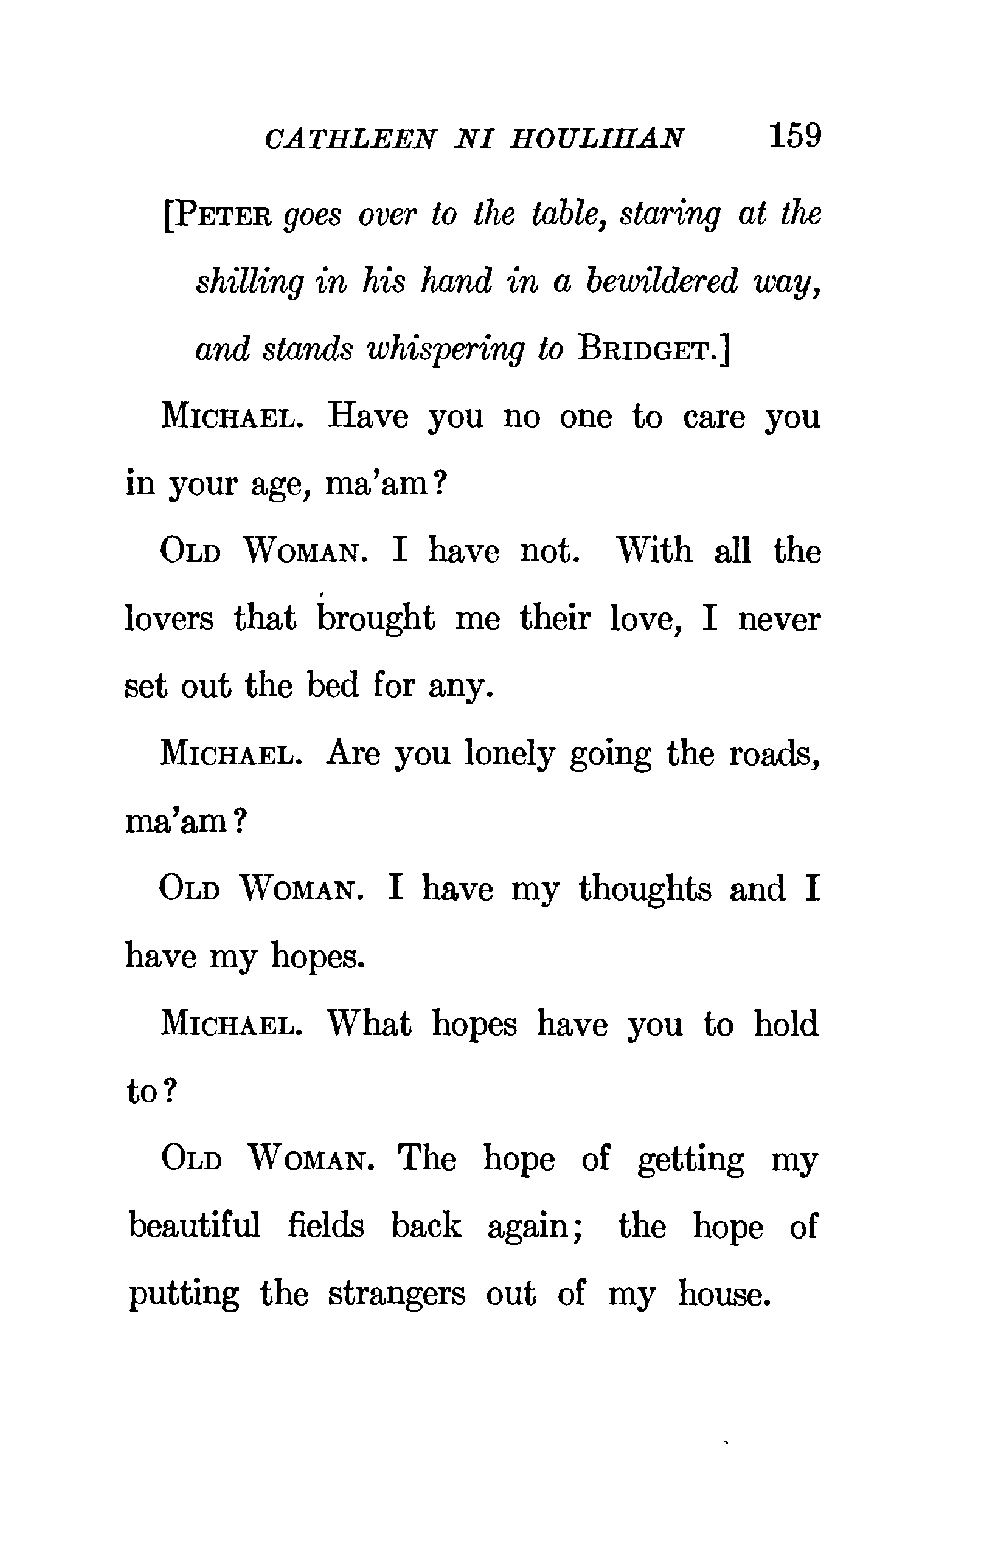 CATHLEEN NI HOULIHAN 159
[PETER goes over to the table, staring at the
shilling in his hand in a bewildered way,
and stands whispering to BRIDGET.]
MICHAEL. Have you no one to care you
in your age, ma'am?
OLD WOMAN. I have not. With all the
lovers that brought me their love, I never
set out the bed for any.
MICHAEL. Are you lonely going the roads,
ma'am?
OLD WOMAN. I have my thoughts and I
have my hopes.
MICHAEL. What hopes have you to hold
to?
OLD WOMAN. The hope of getting my
beautiful fields back again; the hope of
putting the strangers out of my house.